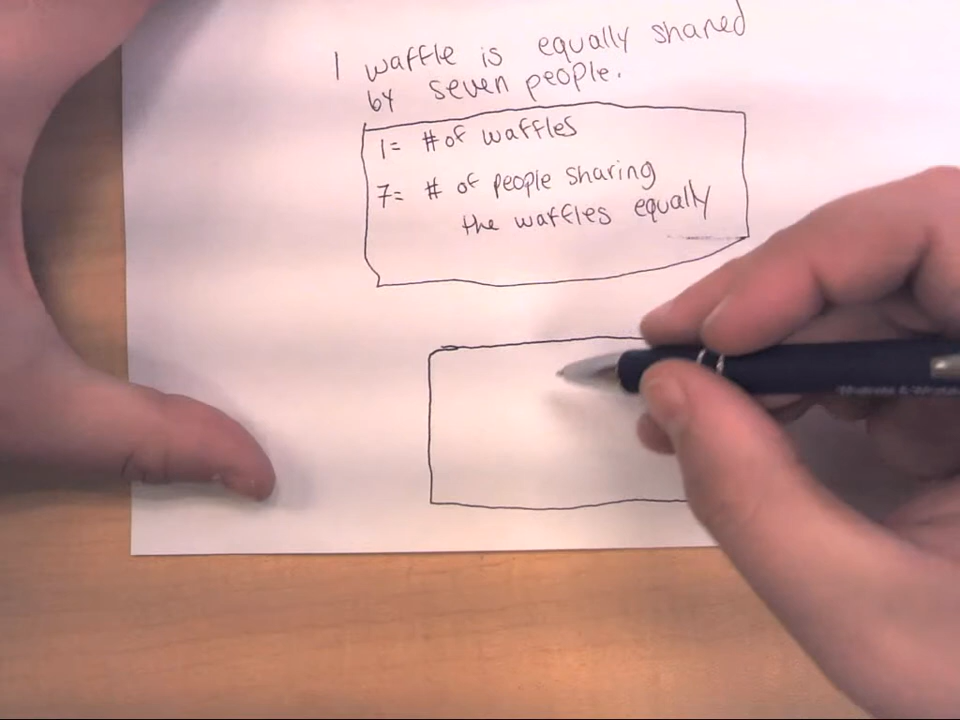 1 waffle is equally shared
by seven people.
1= # of waffles
7= # of people sharing
the waffles equally